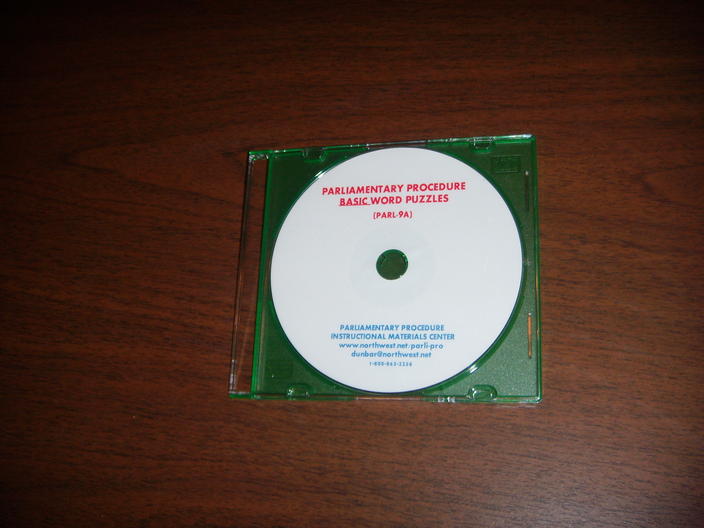 PARLIAMENTARY PROCEDURE
BASIC WORD PUZZLES
(PARL-9A)
PARLIAMENTARY PROCEDURE
INSTRUCTIONAL MATERIALS CENTER
www.northwest.net/parli-pro
dunbar@northwest.net